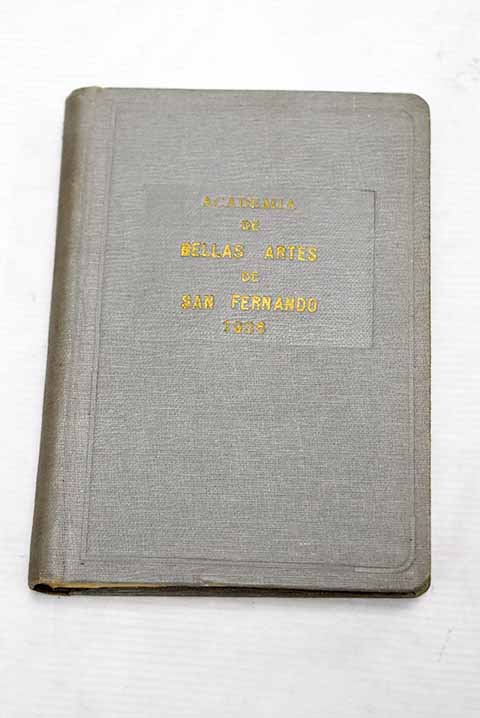 ACADEMIA
DE
BELLAS ARTES
DE
SAN FERNANDO